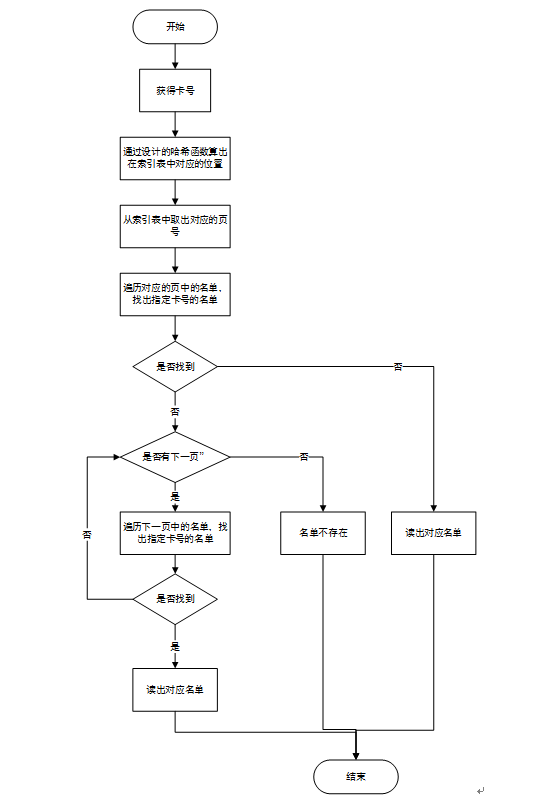 开始
获得卡号
通过设计的哈希函数算出
在索引表中对应的位置
从索引表中取出对应的页
号
遍历对应的页中的名单，
找出指定卡号的名单
是否找到
否
否
是否有下一页”
否
是
遍历下一页中的名单，找
出指定卡号的名单
名单不存在
读出对应名单
否
是否找到
是
读出对应名单
结束